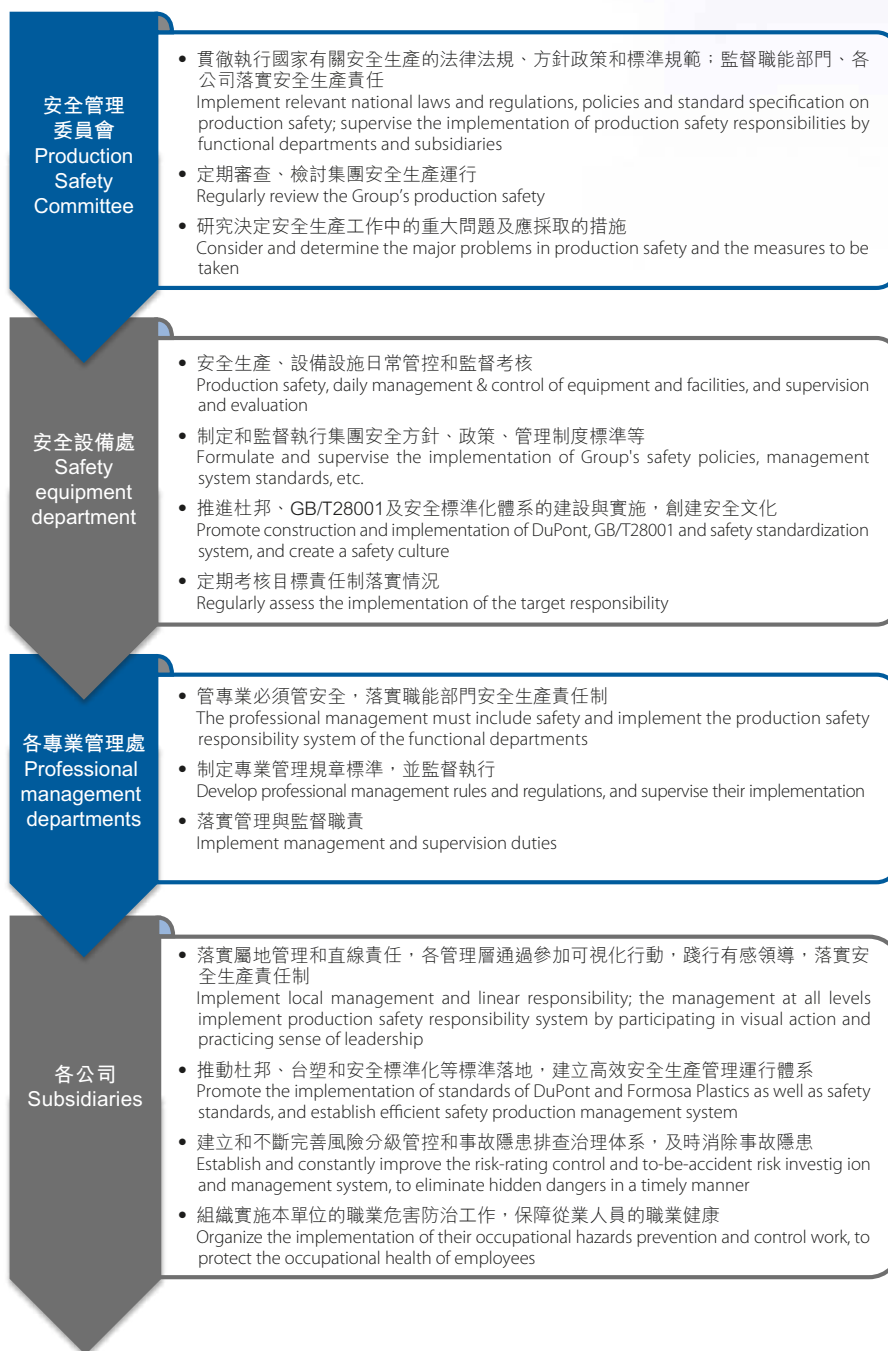 安全管理
委員會
Production
Safety
Committee
• 貫徹執行國家有關安全生產的法律法規、方針政策和標準規範；監督職能部門、各
公司落實安全生產責任
Implement relevant national laws and regulations, policies and standard specification on
production safety; supervise the implementation of production safety responsibilities by
functional departments and subsidiaries
• 定期審查、檢討集團安全生產運行
Regularly review the Group's production safety
• 研究決定安全生產工作中的重大問題及應採取的措施
Consider and determine the major problems in production safety and the measures to be
taken
安全設備處
Safety
equipment
department
• 安全生產、設備設施日常管控和監督考核
Production safety, daily management & control of equipment and facilities, and supervision
and evaluation
• 制定和監督執行集團安全方針、政策、管理制度標準等
Formulate and supervise the implementation of Group's safety policies, management
system standards, etc.
• 推進杜邦、GB/T28001及安全標準化體系的建設與實施，創建安全文化
Promote construction and implementation of DuPont, GB/T28001 and safety standardization
system, and create a safety culture
• 定期考核目標責任制落實情況
Regularly assess the implementation of the target responsibility
各專業管理處
Professional
management
departments
• 管專業必須管安全，落實職能部門安全生產責任制
The professional management must include safety and implement the production safety
responsibility system of the functional departments
• 制定專業管理規章標準，並監督執行
Develop professional management rules and regulations, and supervise their implementation
• 落實管理與監督職責
Implement management and supervision duties
各公司
Subsidiaries
• 落實屬地管理和直線責任，各管理層通過參加可視化行動，踐行有感領導，落實安
全生產責任制
Implement local management and linear responsibility; the management at all levels
implement production safety responsibility system by participating in visual action and
practicing sense of leadership
• 推動杜邦、台塑和安全標準化等標準落地，建立高效安全生產管理運行體系
Promote the implementation of standards of DuPont and Formosa Plastics as well as safety
standards, and establish efficient safety production management system
• 建立和不斷完善風險分級管控和事故隱患排查治理体系，及時消除事故隱患
Establish and constantly improve the risk-rating control and to-be-accident risk investig ion
and management system, to eliminate hidden dangers in a timely manner
• 組織實施本單位的職業危害防治工作，保障從業人員的職業健康
Organize the implementation of their occupational hazards prevention and control work, to
protect the occupational health of employees